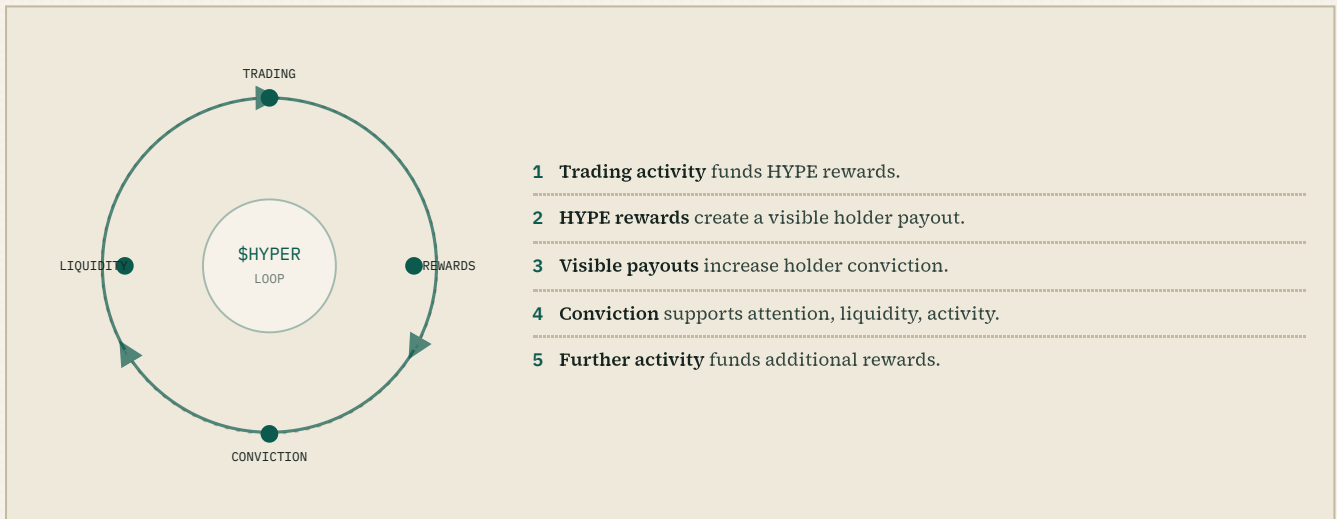 TRADING
LIQUIDITY
$HYPER
LOOP
REWARDS
CONVICTION
1 Trading activity funds HYPE rewards.
2 HYPE rewards create a visible holder payout.
3 Visible payouts increase holder conviction.
4 Conviction supports attention, liquidity, activity.
5 Further activity funds additional rewards.